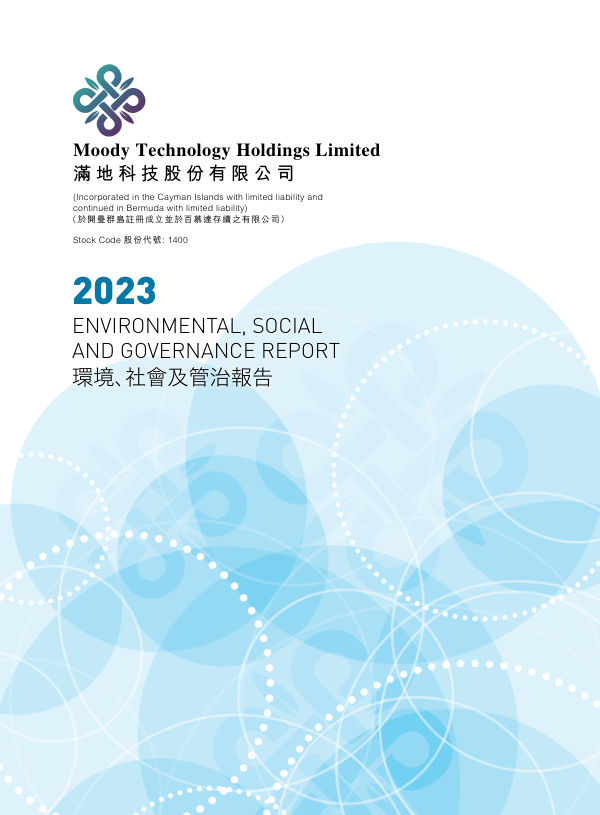 Moody Technology Holdings Limited
滿地科技股份有限公司
(Incorporated in the Cayman Islands with limited liability and
continued in Bermuda with limited liability)
(於開曼群島註冊成立並於百慕達存續之有限公司)
Stock Code 股份代號: 1400
2023
ENVIRONMENTAL, SOCIAL
AND GOVERNANCE REPORT
環境、社會及管治報告